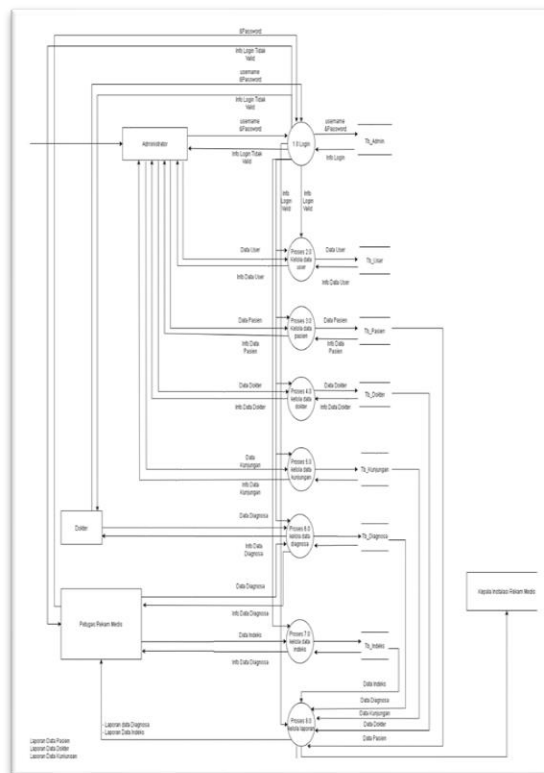 &Password
Info Login Tidak
Valid
username
&Password
Info Login Tidak
Valid
username
&Password
username
&Password
Administrator
1.0 Login
Tb_Admin
Info Login Tidak
Valid
Info Login
Info
Login
Valid
Info
Login
Valid
Data User
Proses 2.0
kelola data
user
Data User
Tb_User
Info Data User
Info Data User
Data Pasien
Proses 3.0
kelola data
pasien
Data Pasien
Tb_Pasien
Info Data
Pasien
Info Data
Pasien
Data Dokter
Proses 4.0
kelola data
dokter
Data Dokter
Tb_Dokter
Info Data Dokter
Info Data Dokter
Data
Kunjungan
Proses 5.0
kelola data
kunjungan
Tb_Kunjungan
Info Data
Kunjungan
Data Diagnosa
Dokter
Proses 6.0
kelola data
diagnosa
Tb_Diagnosa
Info Data
Diagnosa
Data Diagnosa
Kepala Instalasi Rekam Medis
Petugas Rekam Medis
Info Data Diagnosa
Data Indeks
Proses 7.0
kelola data
indeks
Tb_Indeks
Info Data Diagnosa
Data Indeks
Data Diagnosa
Data Kunjungan
Data Dokter
Data Pasien
- Laporan data Diagnosa
- Laporan Data Indeks
Proses 8.0
kelola laporan
Laporan Data Pasien
Laporan Data Dokter
Laporan Data Kunjungan